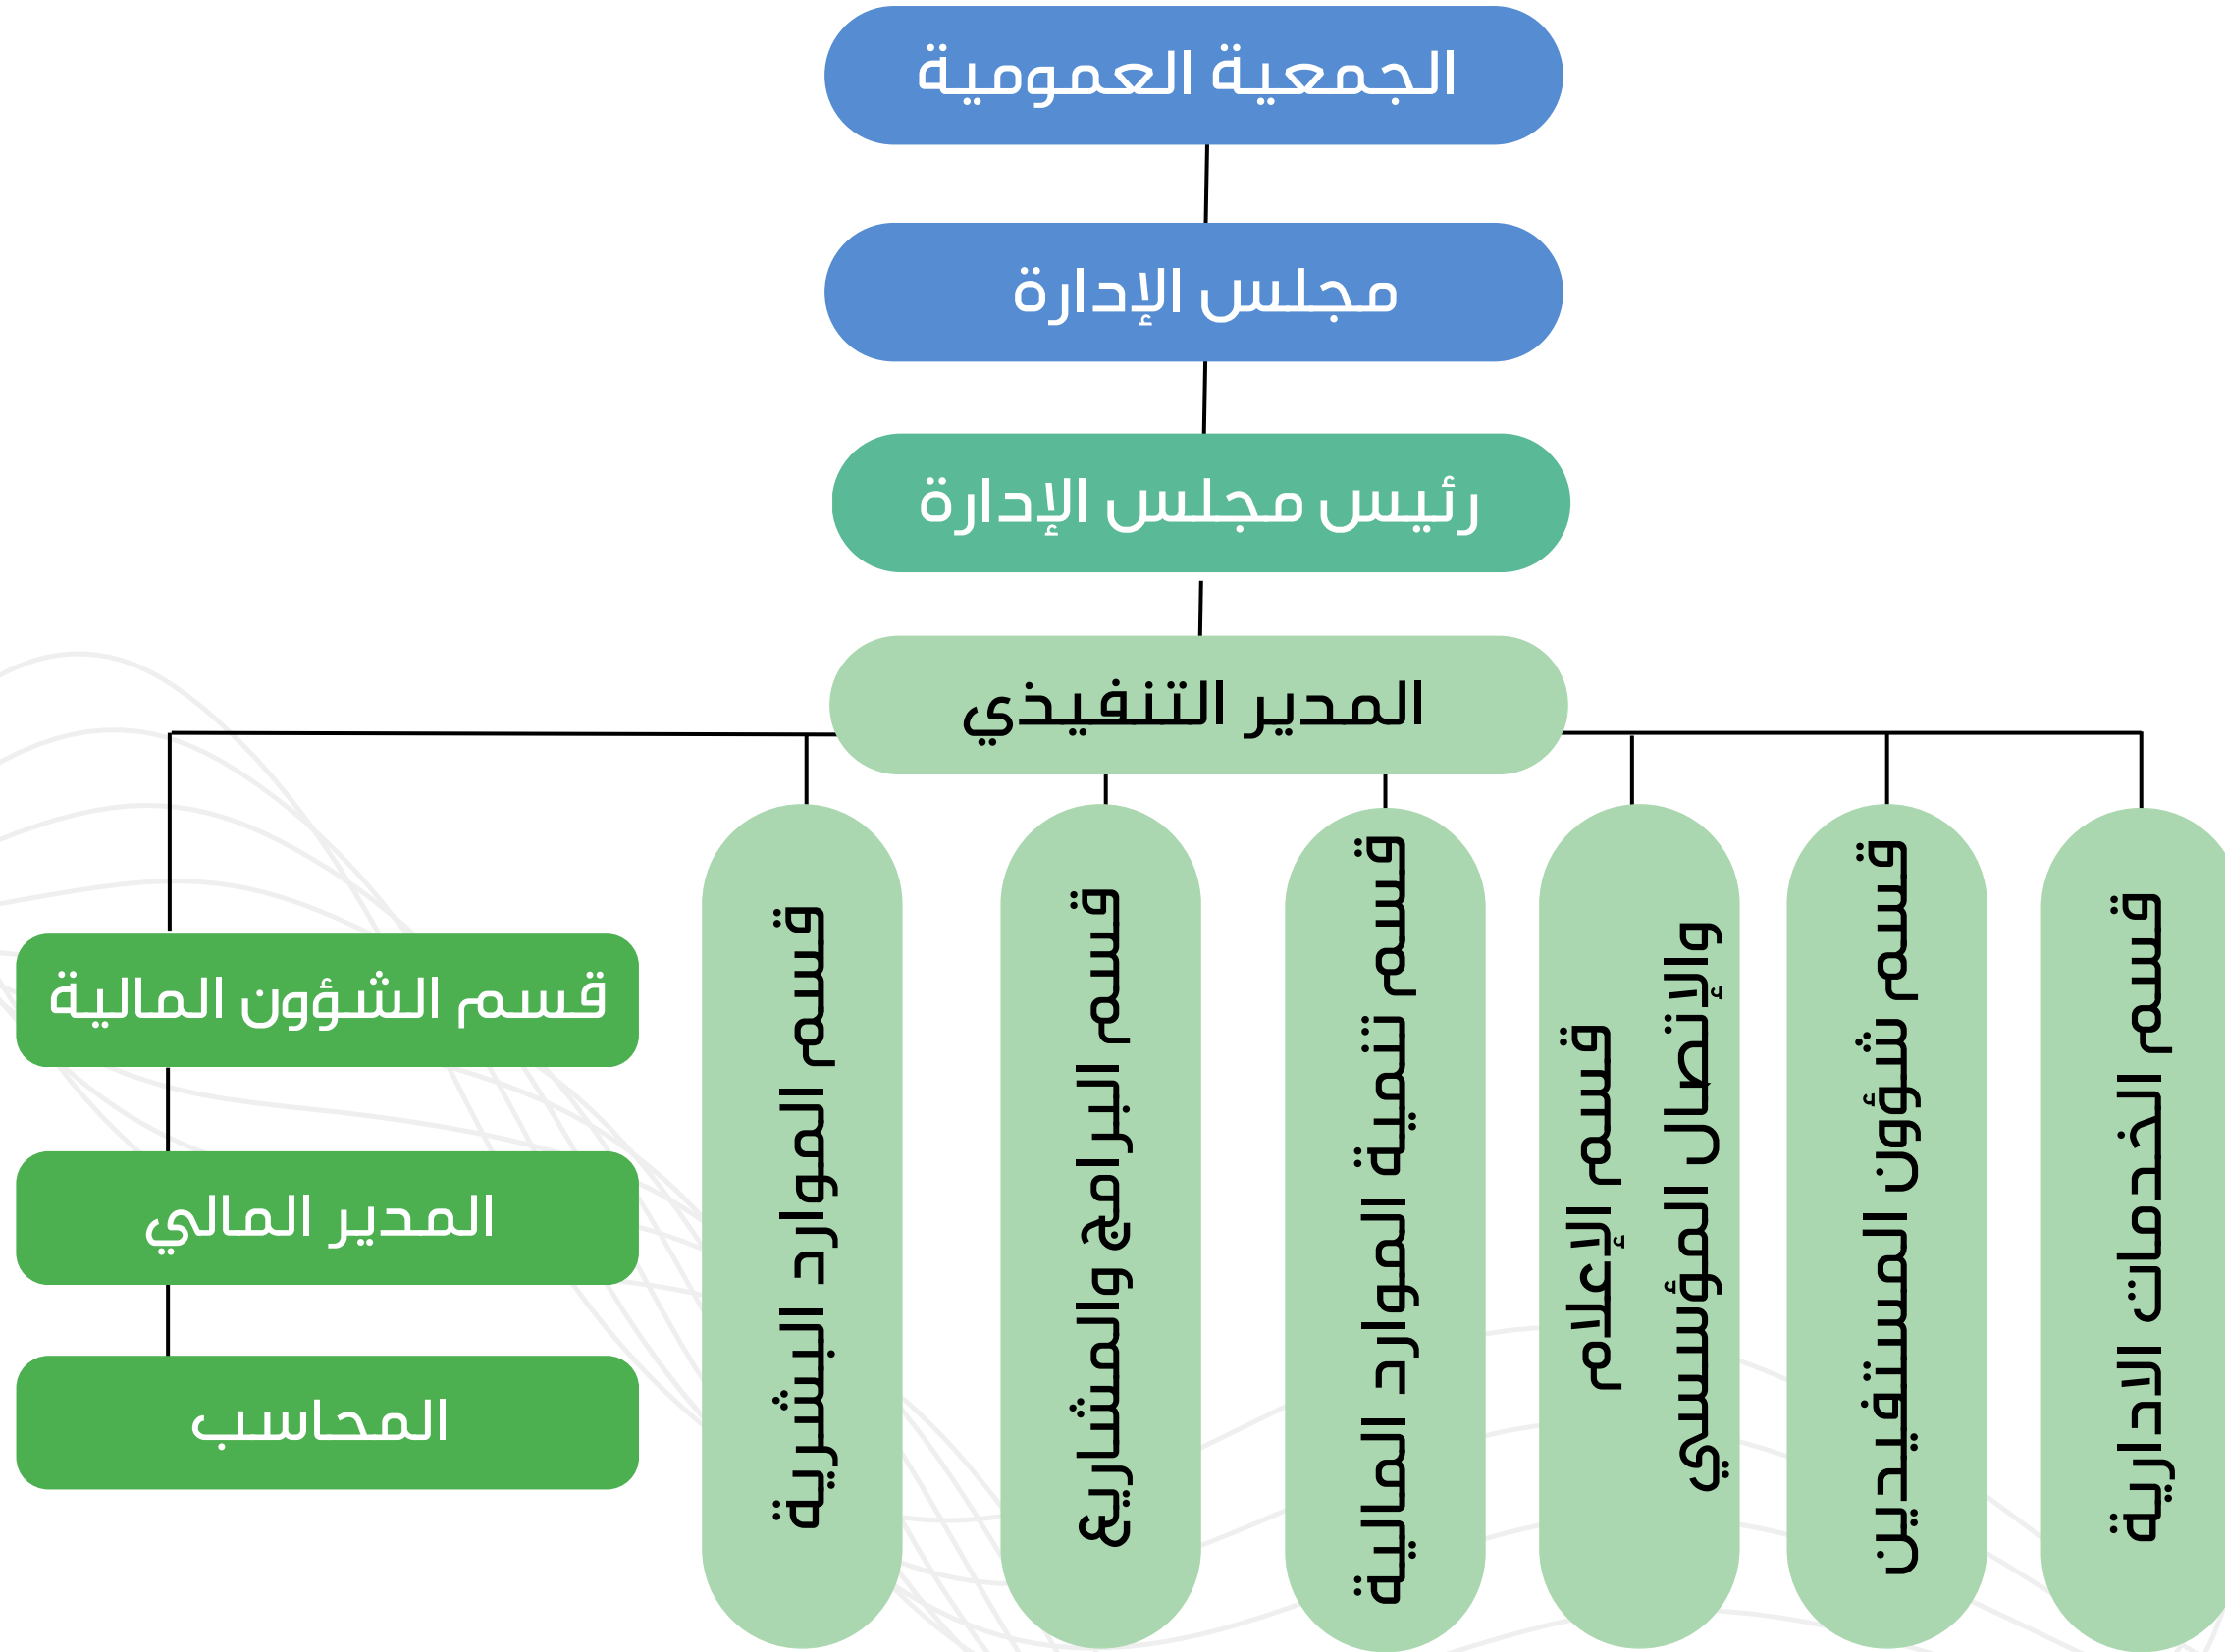 الجمعية العمومية
مجلس الإدارة
رئيس مجلس الإدارة
المدير التنفيذي
قسم الخدمات الادارية
قسم شؤون المستفيدين
قسم الإعلام
والإتصال المؤسسي
قسم تنمية الموارد المالية
قسم البرامج والمشاريع
قسم الموارد البشرية
قسم الشؤون المالية
المدير المالي
المحاسب